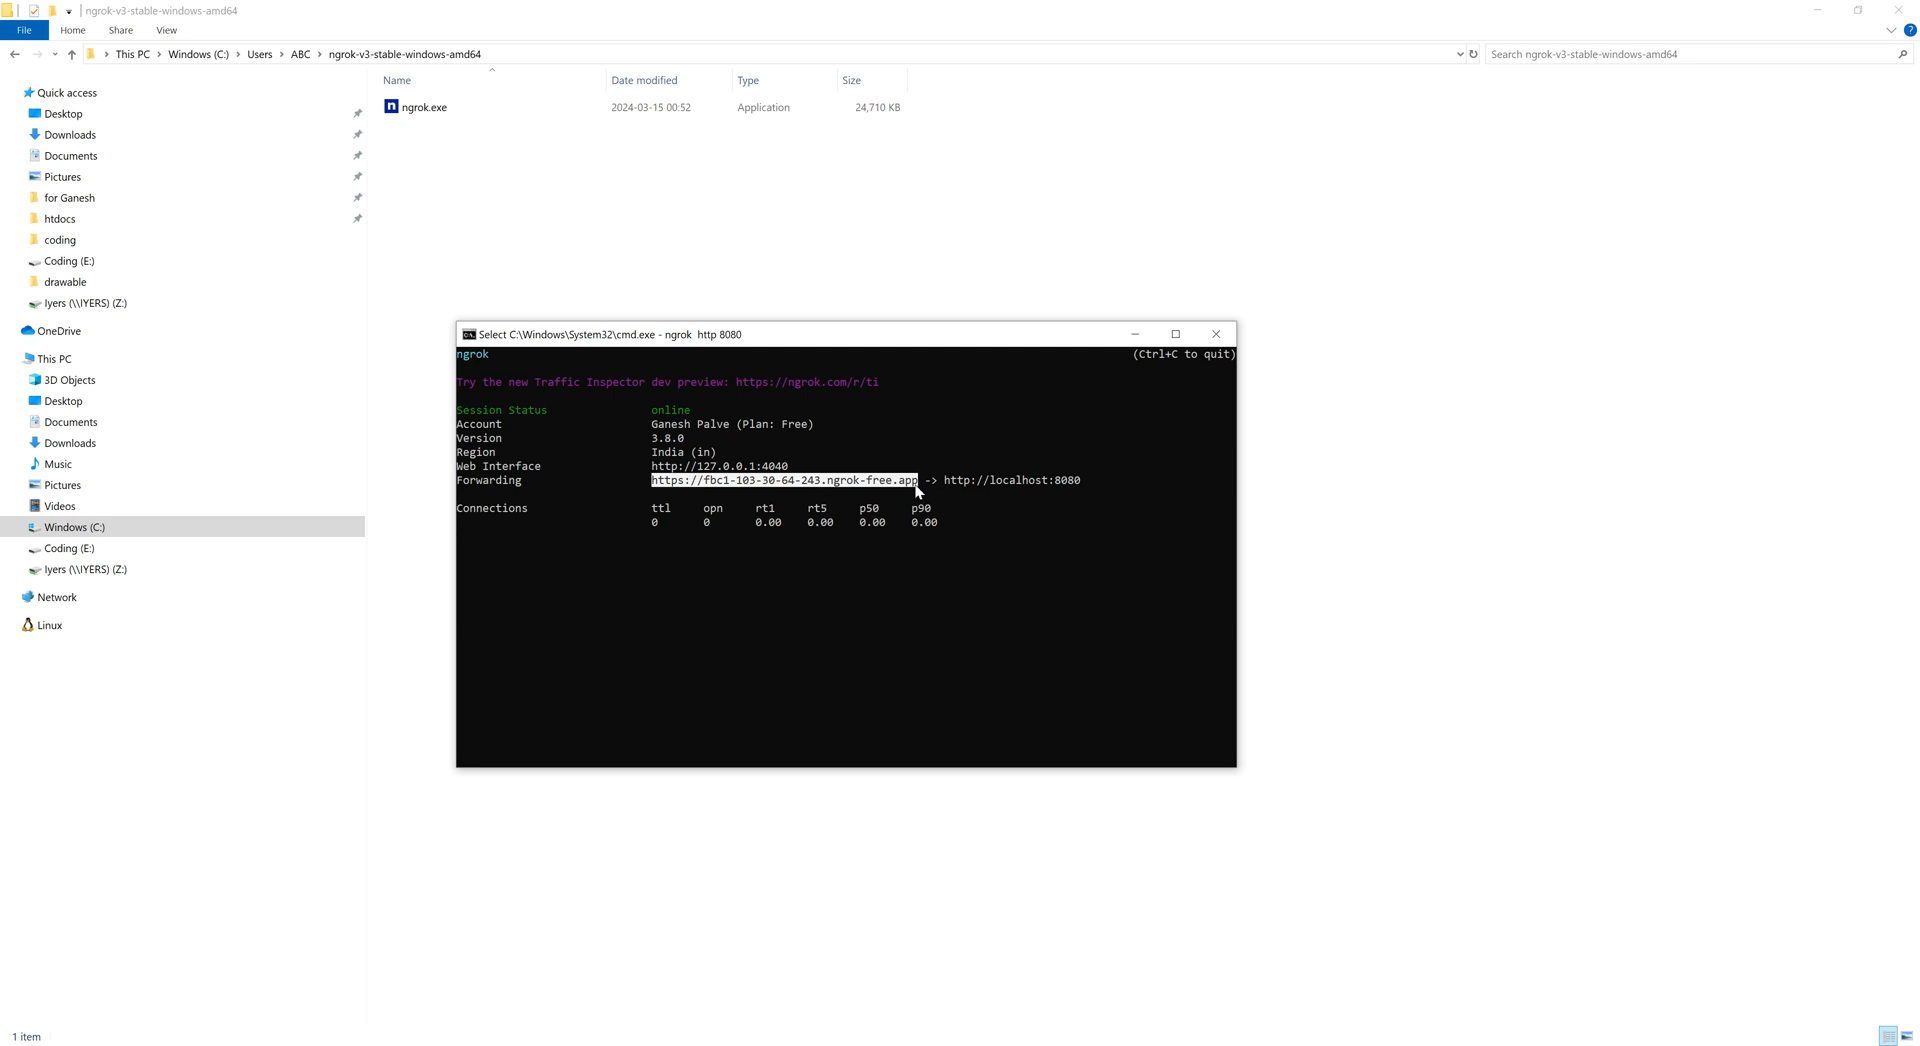 ngrok-v3-stable-windows-amd64
File Home Share View
This PC > Windows (C:) > Users > ABC > ngrok-v3-stable-windows-amd64
Search ngrok-v3-stable-windows-amd64
Name Date modified Type Size
ngrok.exe 2024-03-15 00:52 Application 24,710 KB
Quick access
Desktop
Downloads
Documents
Pictures
for Ganesh
htdocs
coding
Coding (E:)
drawable
Iyers (\\IYERS) (Z:)
OneDrive
This PC
3D Objects
Desktop
Documents
Downloads
Music
Pictures
Videos
Windows (C:)
Coding (E:)
Iyers (\\IYERS) (Z:)
Network
Linux
Select C:\Windows\System32\cmd.exe - ngrok http 8080
ngrok (Ctrl+C to quit)
Try the new Traffic Inspector dev preview: https://ngrok.com/r/ti
Session Status online
Account Ganesh Palve (Plan: Free)
Version 3.8.0
Region India (in)
Web Interface http://127.0.0.1:4040
Forwarding https://fbc1-103-30-64-243.ngrok-free.app -> http://localhost:8080
Connections ttl opn rt1 rt5 p50 p90
0 0 0.00 0.00 0.00 0.00
1 item